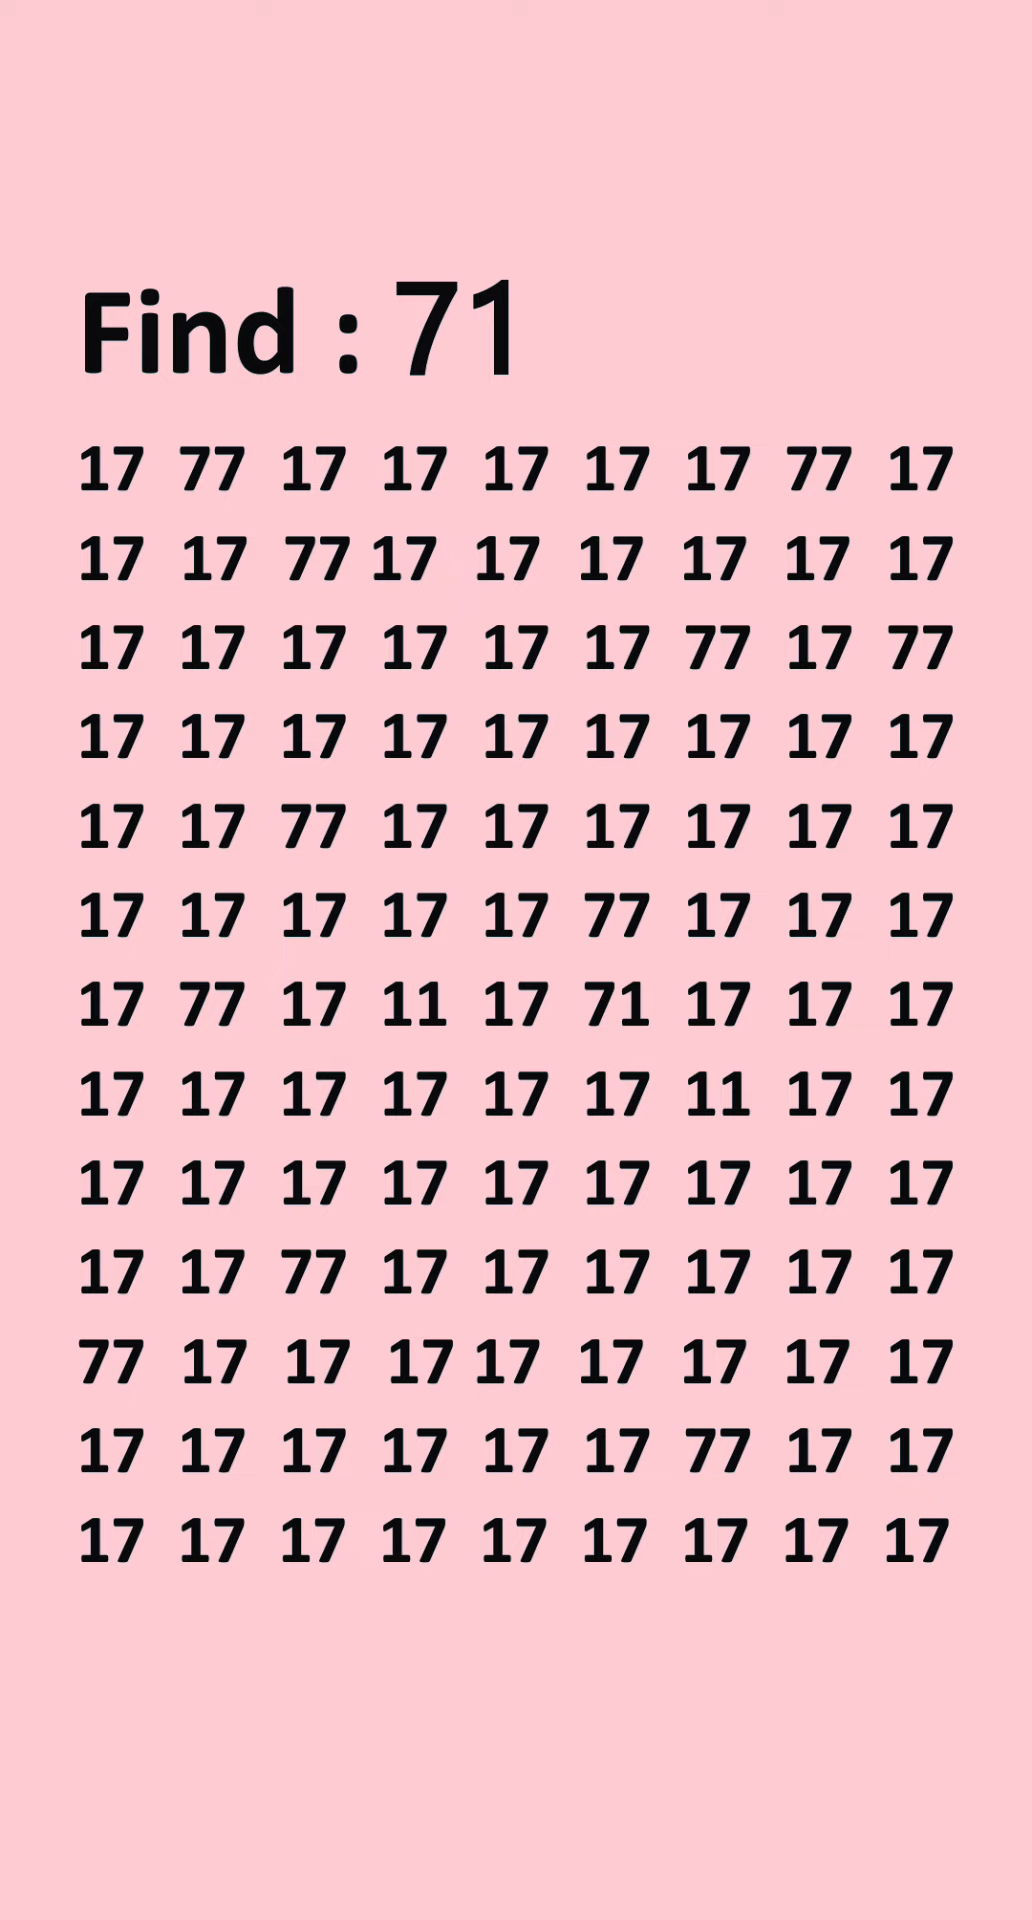 Find : 71
17 77 17 17 17 17 17 77 17
17 17 77 17 17 17 17 17 17
17 17 17 17 17 17 77 17 77
17 17 17 17 17 17 17 17 17
17 17 77 17 17 17 17 17 17
17 17 17 17 17 77 17 17 17
17 77 17 11 17 71 17 17 17
17 17 17 17 17 17 11 17 17
17 17 17 17 17 17 17 17 17
17 17 77 17 17 17 17 17 17
77 17 17 17 17 17 17 17 17
17 17 17 17 17 17 77 17 17
17 17 17 17 17 17 17 17 17